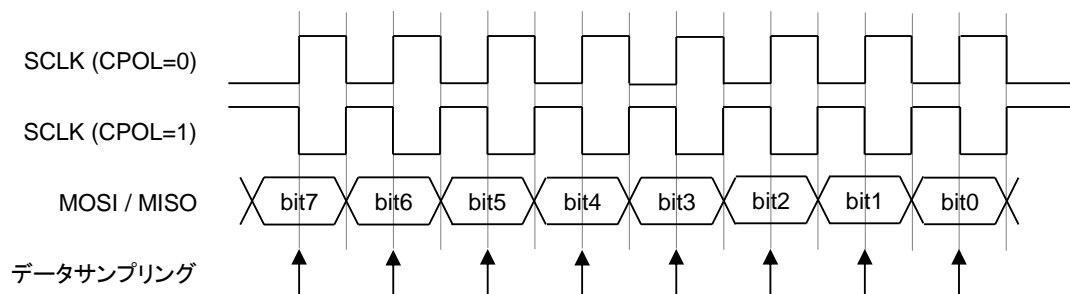 SCLK (CPOL=0)
SCLK (CPOL=1)
MOSI / MISO bit7 bit6 bit5 bit4 bit3 bit2 bit1 bit0
データサンプリング